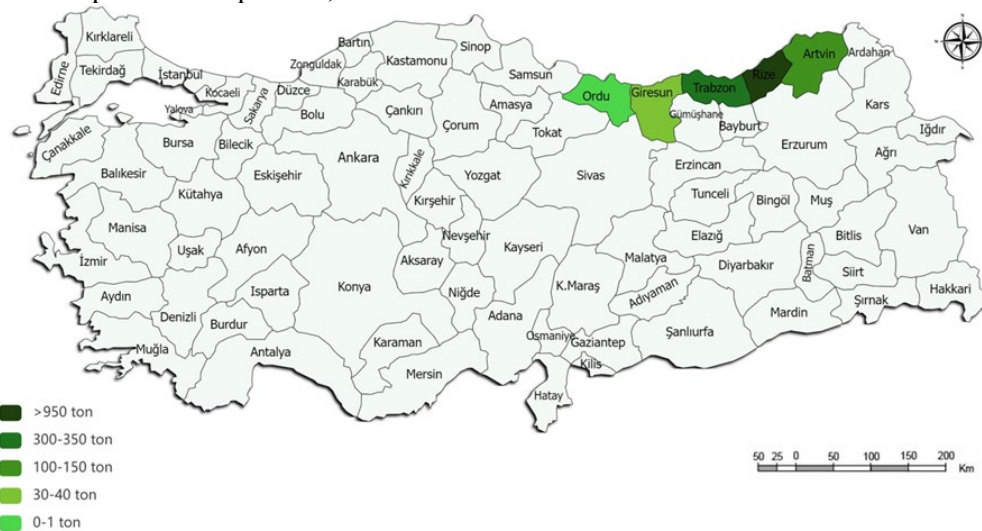 Kırklareli
Edirne
Tekirdağ
İstanbul
Kocaeli
Yalova
Sakarya
Düzce
Zonguldak
Bartın
Karabük
Kastamonu
Sinop
Samsun
Ordu
Giresun
Trabzon
Rize
Artvin
Ardahan
Gümüşhane
Bayburt
Kars
Iğdır
Ağrı
Erzurum
Erzincan
Çanakkale
Balıkesir
Bursa
Bilecik
Bolu
Çankırı
Çorum
Amasya
Tokat
Sivas
Eskişehir
Kütahya
Ankara
Kırıkkale
Kırşehir
Yozgat
Tunceli
Bingöl
Muş
Bitlis
Van
Manisa
Uşak
Afyon
İzmir
Konya
Aksaray
Nevşehir
Kayseri
Niğde
Malatya
Elazığ
Diyarbakır
Batman
Siirt
Şırnak
Hakkari
Aydın
Denizli
Isparta
Burdur
Muğla
Antalya
Karaman
Mersin
Adana
K.Maraş
Adıyaman
Osmaniye
Gaziantep
Kilis
Şanlıurfa
Mardin
Hatay
>950 ton
300-350 ton
100-150 ton
30-40 ton
0-1 ton
50 25 0 50 100 150 200
Km